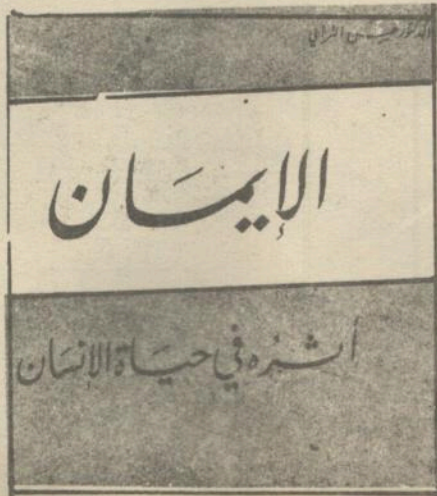 الدكتور حسن الترابي
الإيمان
أثره في حياة الإنسان